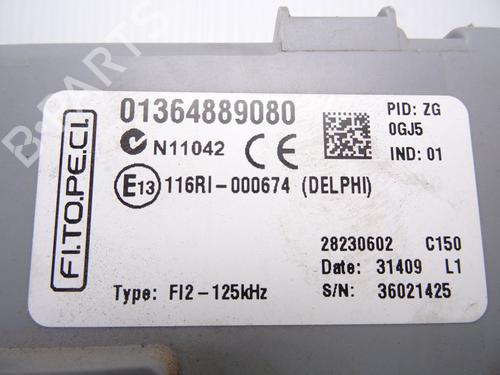 01364889080
PID: ZG
0GJ5
N11042 CE
IND: 01
E13 116RI-000674 (DELPHI)
FI.TO.PE.CI.
28230602 C150
Date: 31409 L1
Type: FI2-125kHz
S/N: 36021425